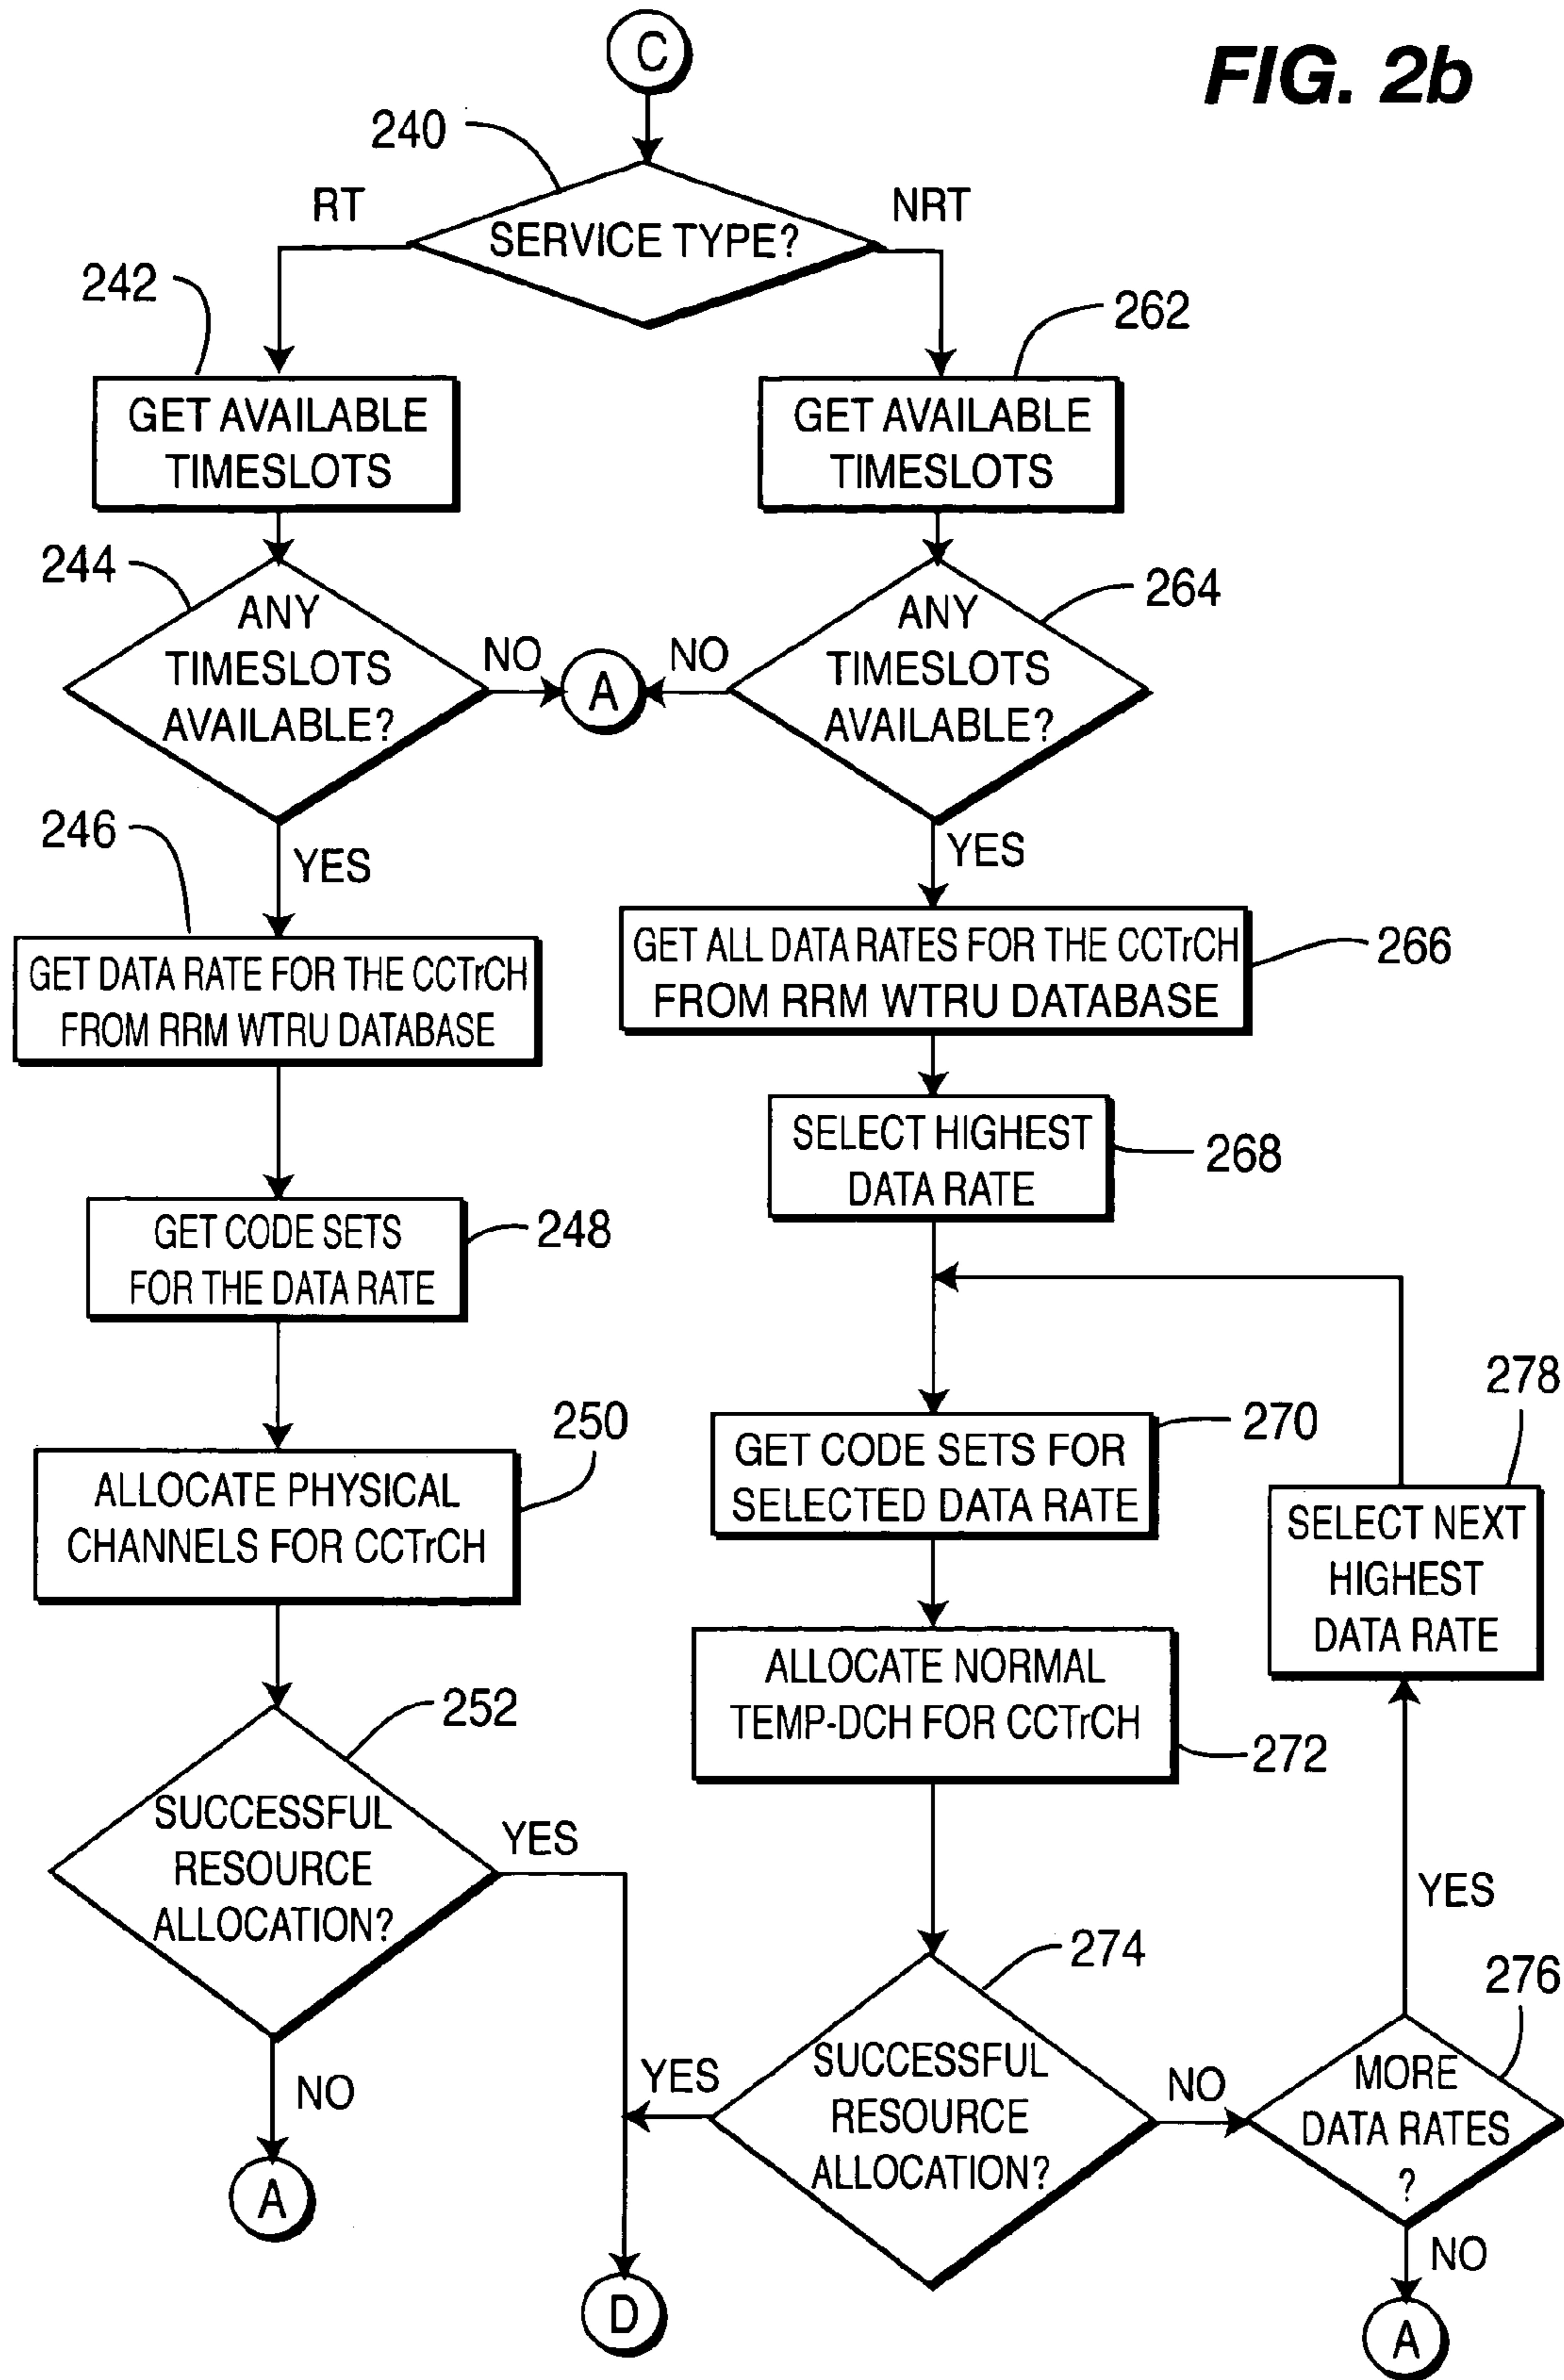 C
FIG. 2b
240
RT
NRT
SERVICE TYPE?
242
262
GET AVAILABLE
TIMESLOTS
GET AVAILABLE
TIMESLOTS
244
264
ANY
TIMESLOTS
AVAILABLE?
NO
A
NO
ANY
TIMESLOTS
AVAILABLE?
246
YES
YES
GET DATA RATE FOR THE CCTrCH
FROM RRM WTRU DATABASE
GET ALL DATA RATES FOR THE CCTrCH
FROM RRM WTRU DATABASE
266
SELECT HIGHEST
DATA RATE
268
GET CODE SETS
FOR THE DATA RATE
248
278
250
270
ALLOCATE PHYSICAL
CHANNELS FOR CCTrCH
GET CODE SETS FOR
SELECTED DATA RATE
SELECT NEXT
HIGHEST
DATA RATE
ALLOCATE NORMAL
TEMP-DCH FOR CCTrCH
272
252
SUCCESSFUL
RESOURCE
ALLOCATION?
YES
YES
274
276
NO
YES
SUCCESSFUL
RESOURCE
ALLOCATION?
NO
MORE
DATA RATES
?
A
NO
D
A